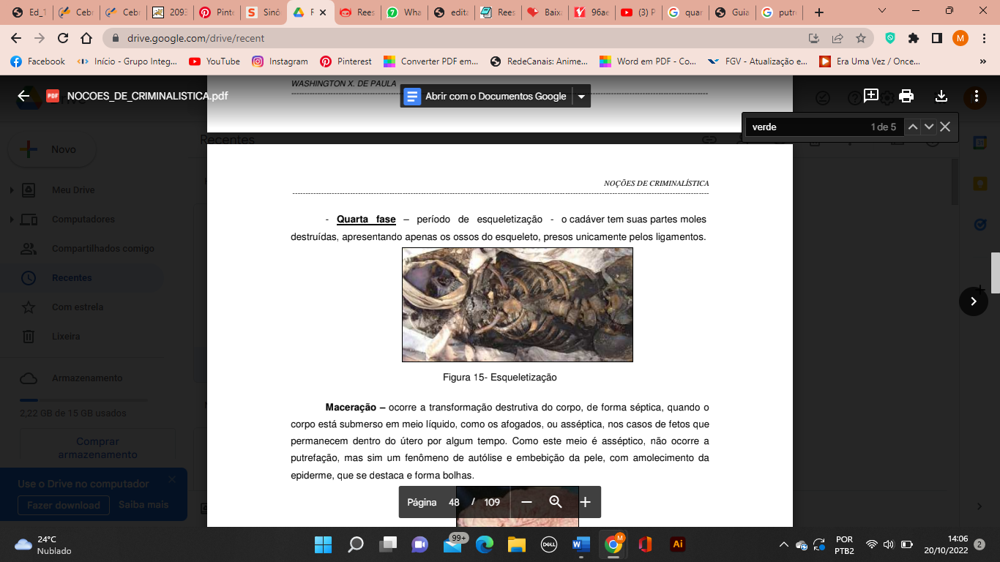 Ed_1
Cebr
Cebr
2093
Pinte
Sinô
F
Rees
Wha
edita
Rees
Baixa
96ae
(3) P
quar
Guia
putre
drive.google.com/drive/recent
M
Facebook
Início - Grupo Integ...
YouTube
Instagram
Pinterest
Converter PDF em...
RedeCanais: Anime...
Word em PDF - Co...
FGV - Atualização e...
Era Uma Vez / Once...
»
WASHINGTON X. DE PAULA
PDF NOCOES_DE_CRIMINALISTICA.pdf
Abrir com o Documentos Google
verde 1 de 5
Recentes
Novo
Meu Drive
Computadores
Compartilhados comigo
Recentes
Com estrela
Lixeira
Armazenamento
2,22 GB de 15 GB usados
Comprar
armazenamento
Use o Drive no computador
Fazer download Saiba mais
NOÇÕES DE CRIMINALÍSTICA
- Quarta fase – período de esqueletização - o cadáver tem suas partes moles
destruídas, apresentando apenas os ossos do esqueleto, presos unicamente pelos ligamentos.
Figura 15- Esqueletização
Maceração – ocorre a transformação destrutiva do corpo, de forma séptica, quando o
corpo está submerso em meio líquido, como os afogados, ou asséptica, nos casos de fetos que
permanecem dentro do útero por algum tempo. Como este meio é asséptico, não ocorre a
putrefação, mas sim um fenômeno de autólise e embebição da pele, com amolecimento da
epiderme, que se destaca e forma bolhas.
Página 48 / 109
24°C
Nublado
99+
DELL
M
Ai
POR
PTB2
14:06
20/10/2022
2